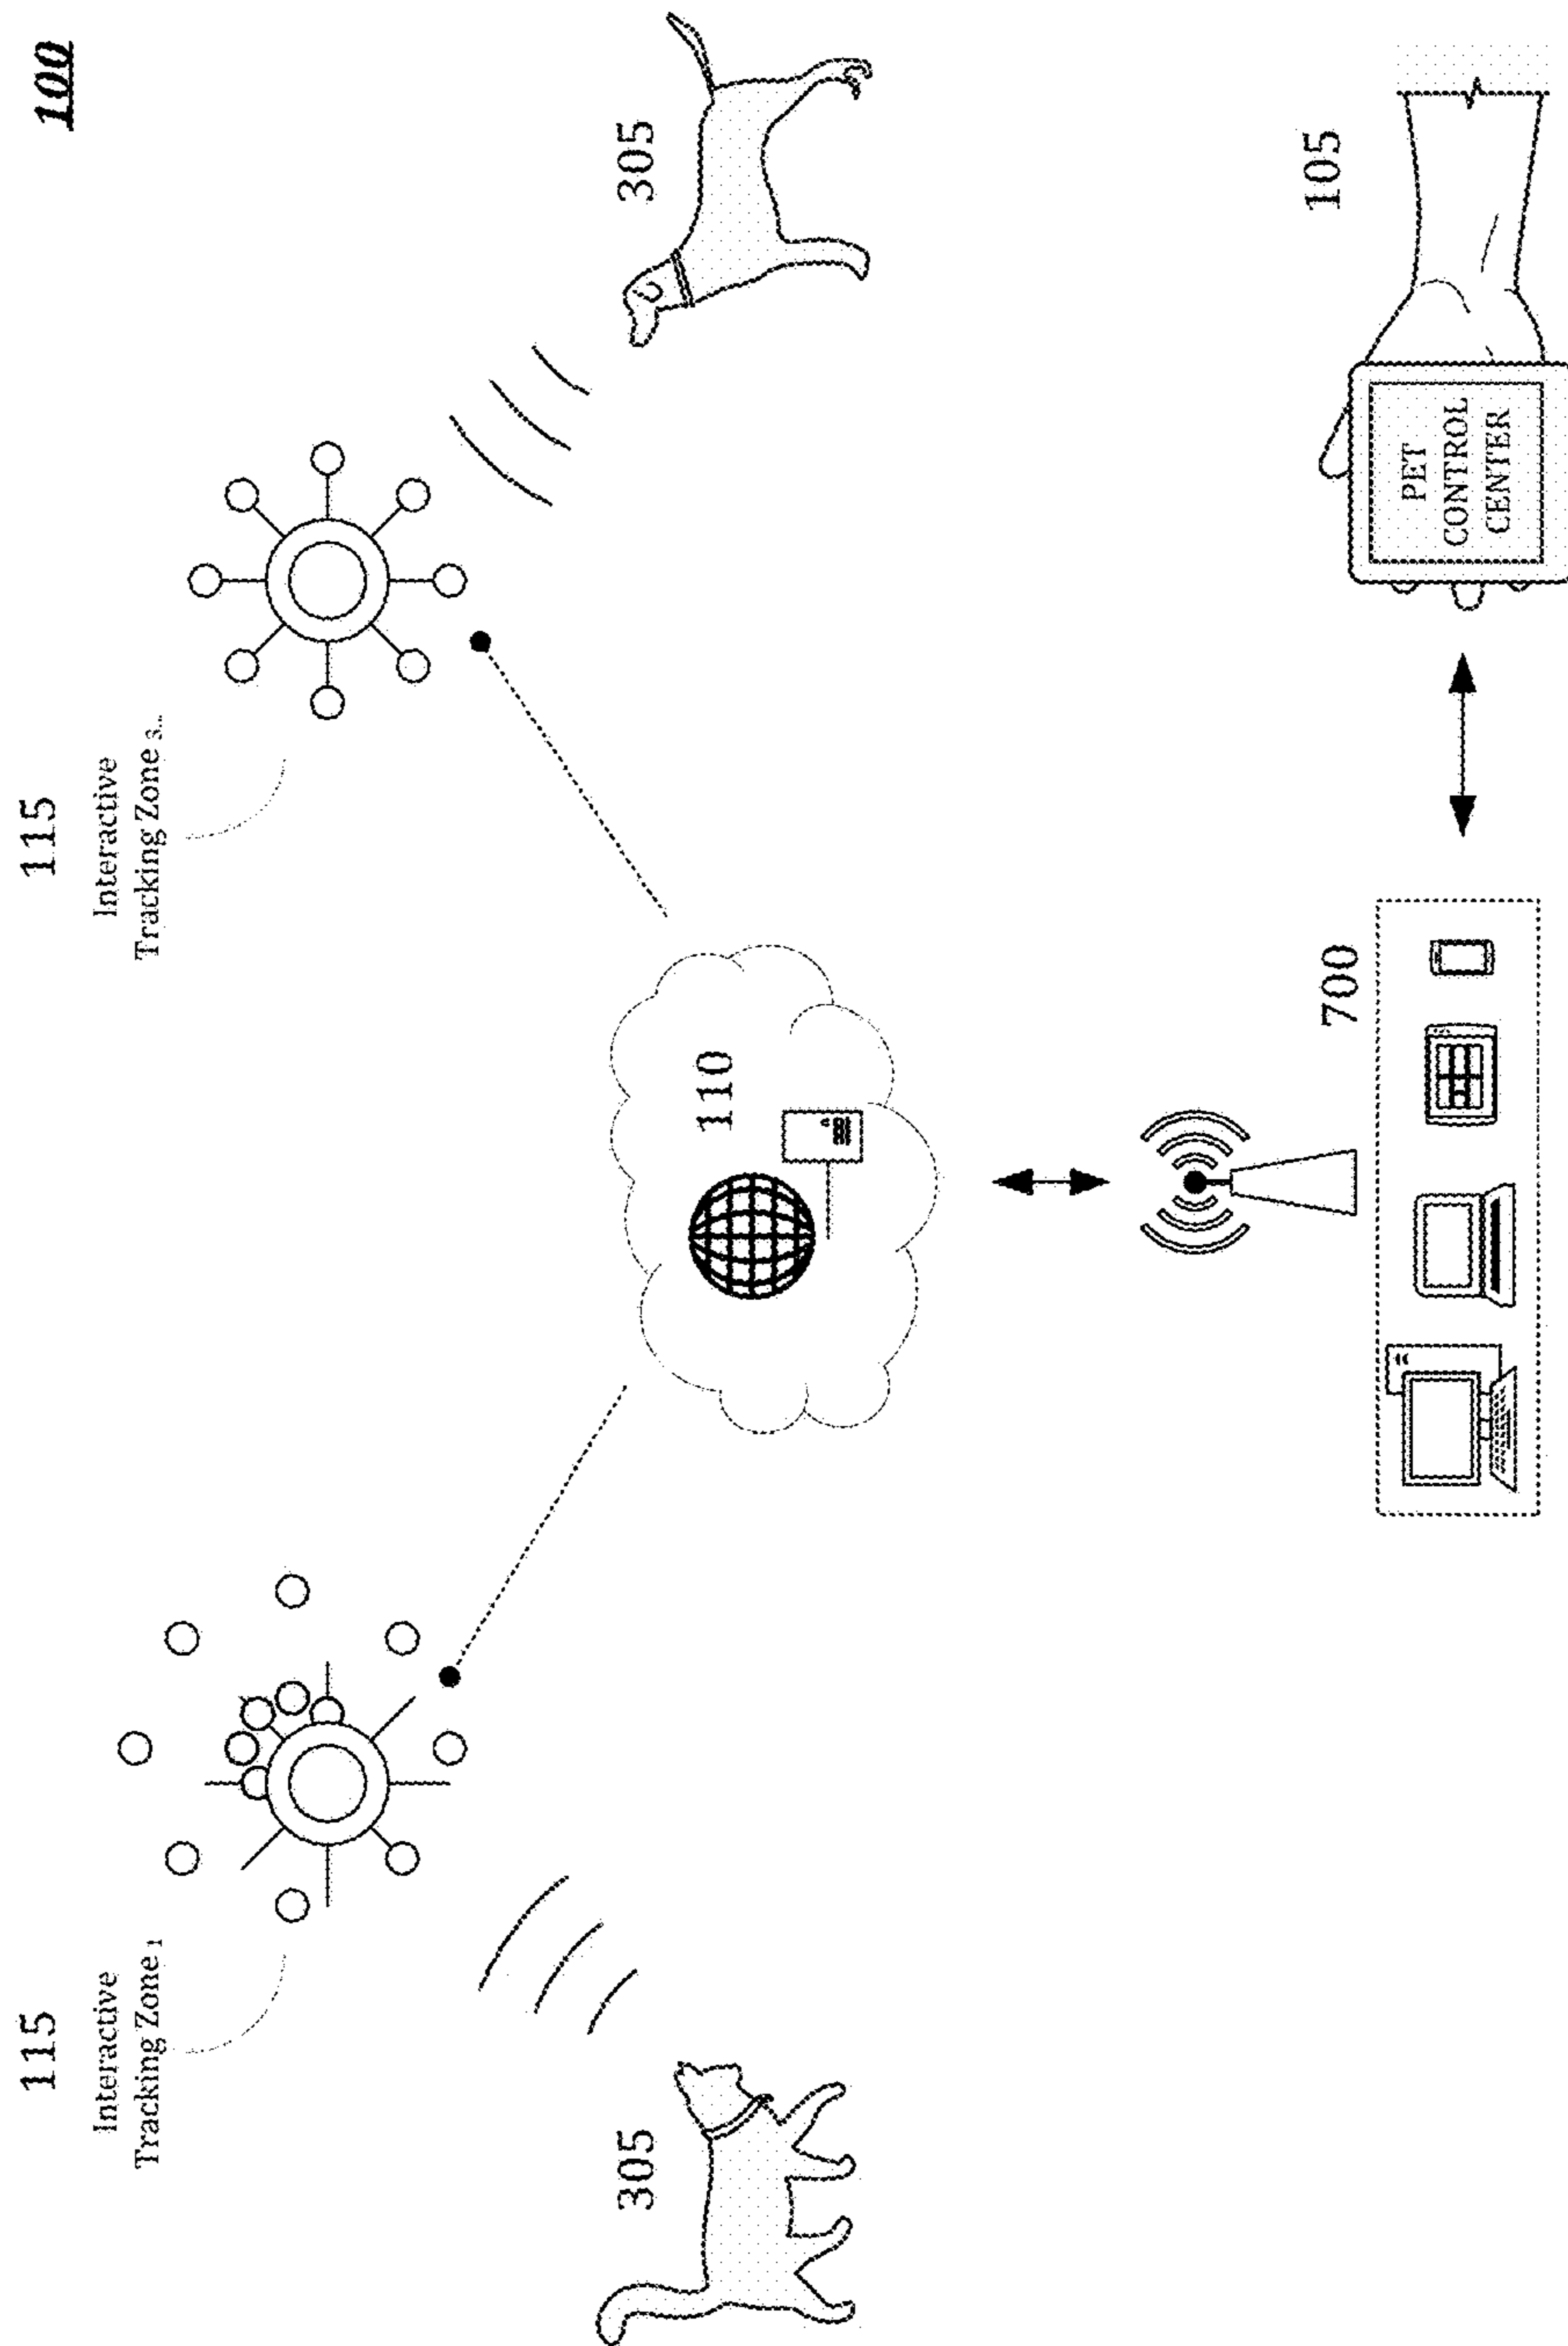 100
115
Interactive
Tracking Zone 1
115
Interactive
Tracking Zone 3...
305
110
305
700
105
PET
CONTROL
CENTER